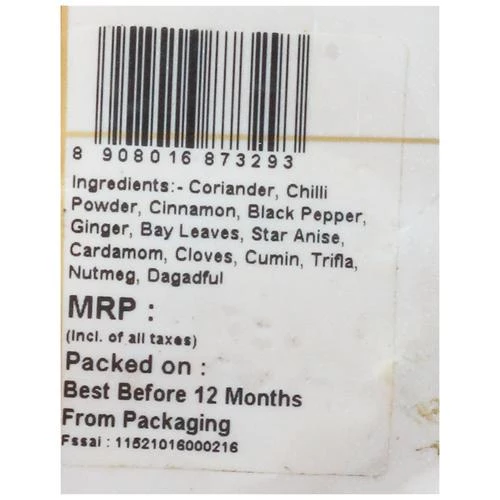 8 908016 873293
Ingredients:- Coriander, Chilli
Powder, Cinnamon, Black Pepper,
Ginger, Bay Leaves, Star Anise,
Cardamom, Cloves, Cumin, Trifla,
Nutmeg, Dagadful
MRP :
(Incl. of all taxes)
Packed on :
Best Before 12 Months
From Packaging
Fssai : 11521016000216